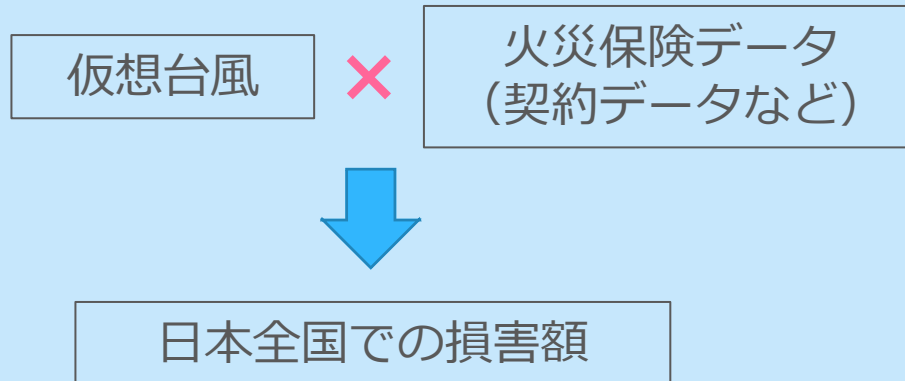 仮想台風
×
火災保険データ
（契約データなど）
日本全国での損害額